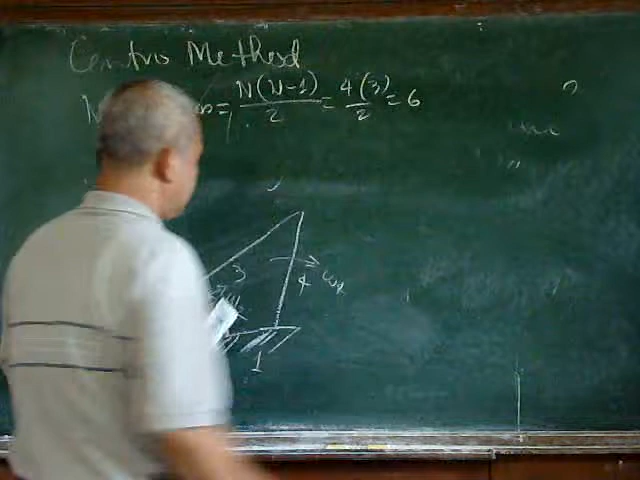 Centro Method
N(N-1)/2 = 4(3)/2 = 6
3
4
ω4
1